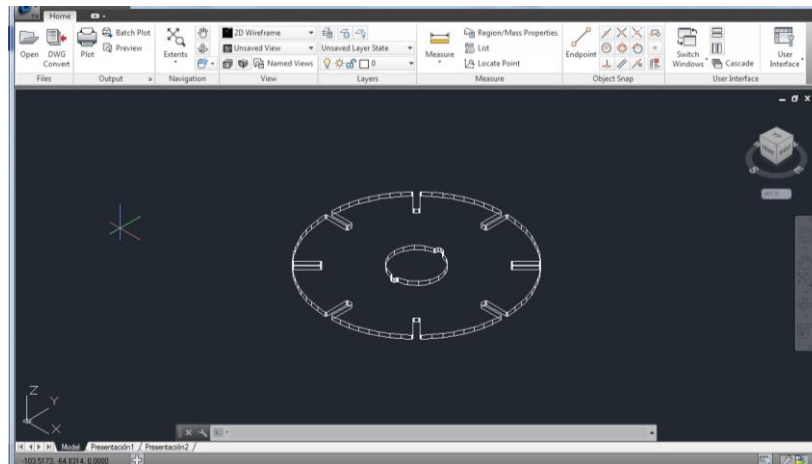 Home
Open
DWG Convert
Plot
Batch Plot
Preview
Extents
2D Wireframe
Unsaved View
Named Views
Unsaved Layer State
0
Measure
Region/Mass Properties
List
Locate Point
Endpoint
Switch Windows
Cascade
User Interface
Files
Output
Navigation
View
Layers
Measure
Object Snap
User Interface
S
E
Z
Y
X
Model
Presentación1
Presentación2
-103.5173, -64.8314, 0.0000